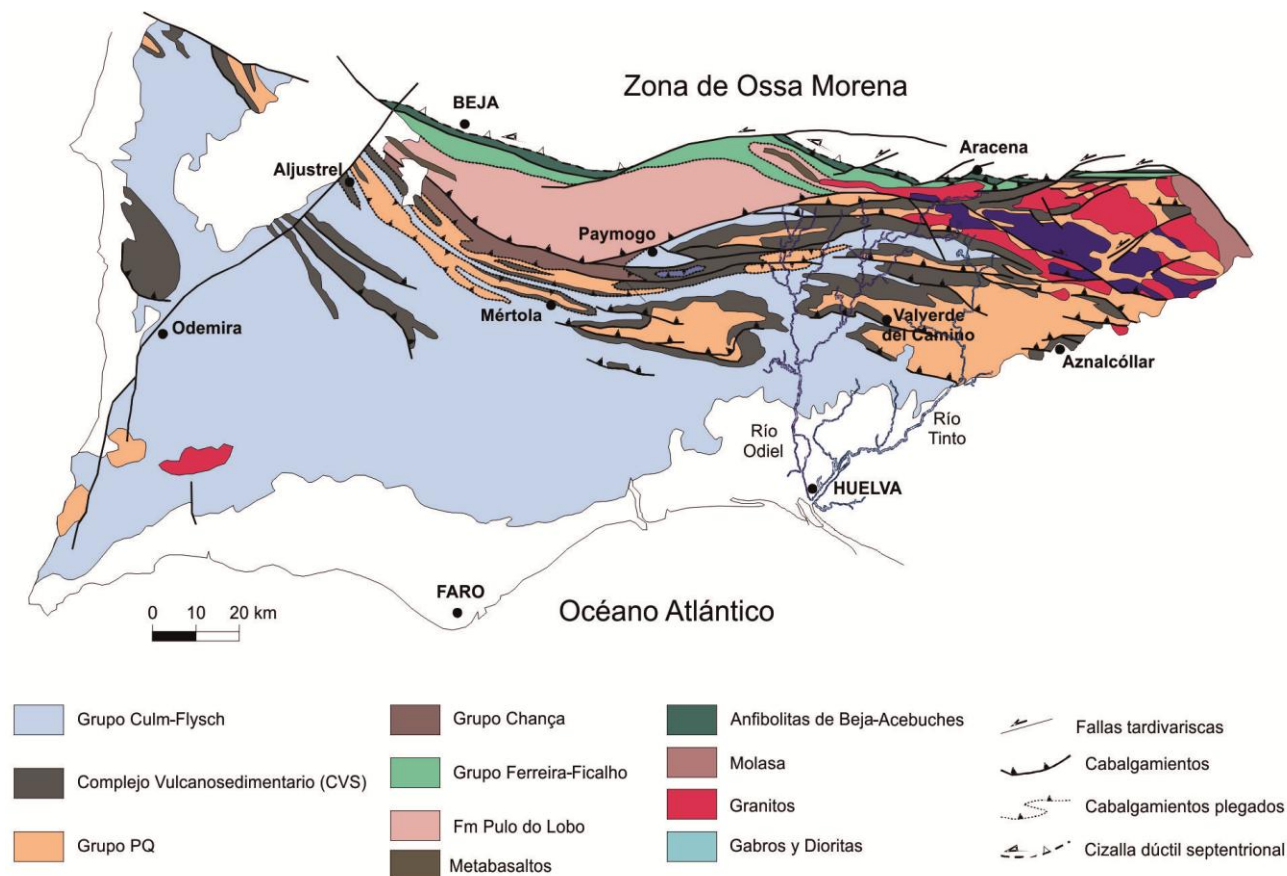 Zona de Ossa Morena
BEJA
Aracena
Aljustrel
Paymogo
Mértola
Odemira
Valverde
del Camino
Aznalcóllar
Río
Odiel
Río
Tinto
HUELVA
FARO
Océano Atlántico
0 10 20 km
Grupo Culm-Flysch
Complejo Vulcanosedimentario (CVS)
Grupo PQ
Grupo Chança
Grupo Ferreira-Ficalho
Fm Pulo do Lobo
Metabasaltos
Anfibolitas de Beja-Acebuches
Molasa
Granitos
Gabros y Dioritas
Fallas tardivariscas
Cabalgamientos
Cabalgamientos plegados
Cizalla dúctil septentrional